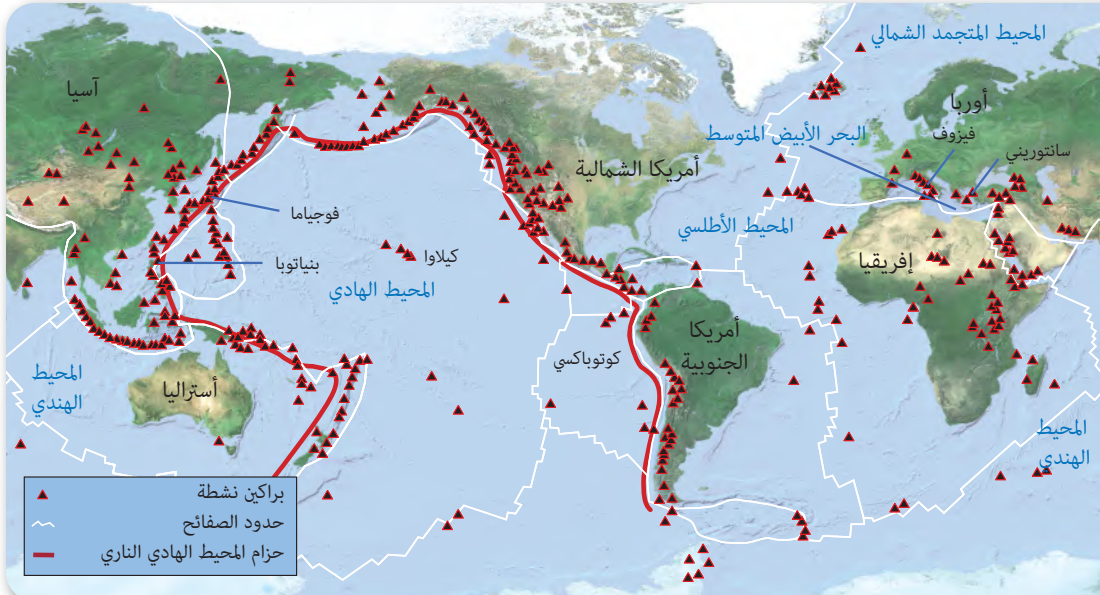 المحيط المتجمد الشمالي
آسيا
أوربا
البحر الأبيض المتوسط
فيزوف
سانتوريني
أمريكا الشمالية
فوجياما
المحيط الأطلسي
كيلاوا
بنياتوبا
إفريقيا
المحيط الهادي
أمريكا
الجنوبية
كوتوباكسي
المحيط
الهندي
أستراليا
المحيط
الهندي
براكين نشطة
حدود الصفائح
حزام المحيط الهادي الناري